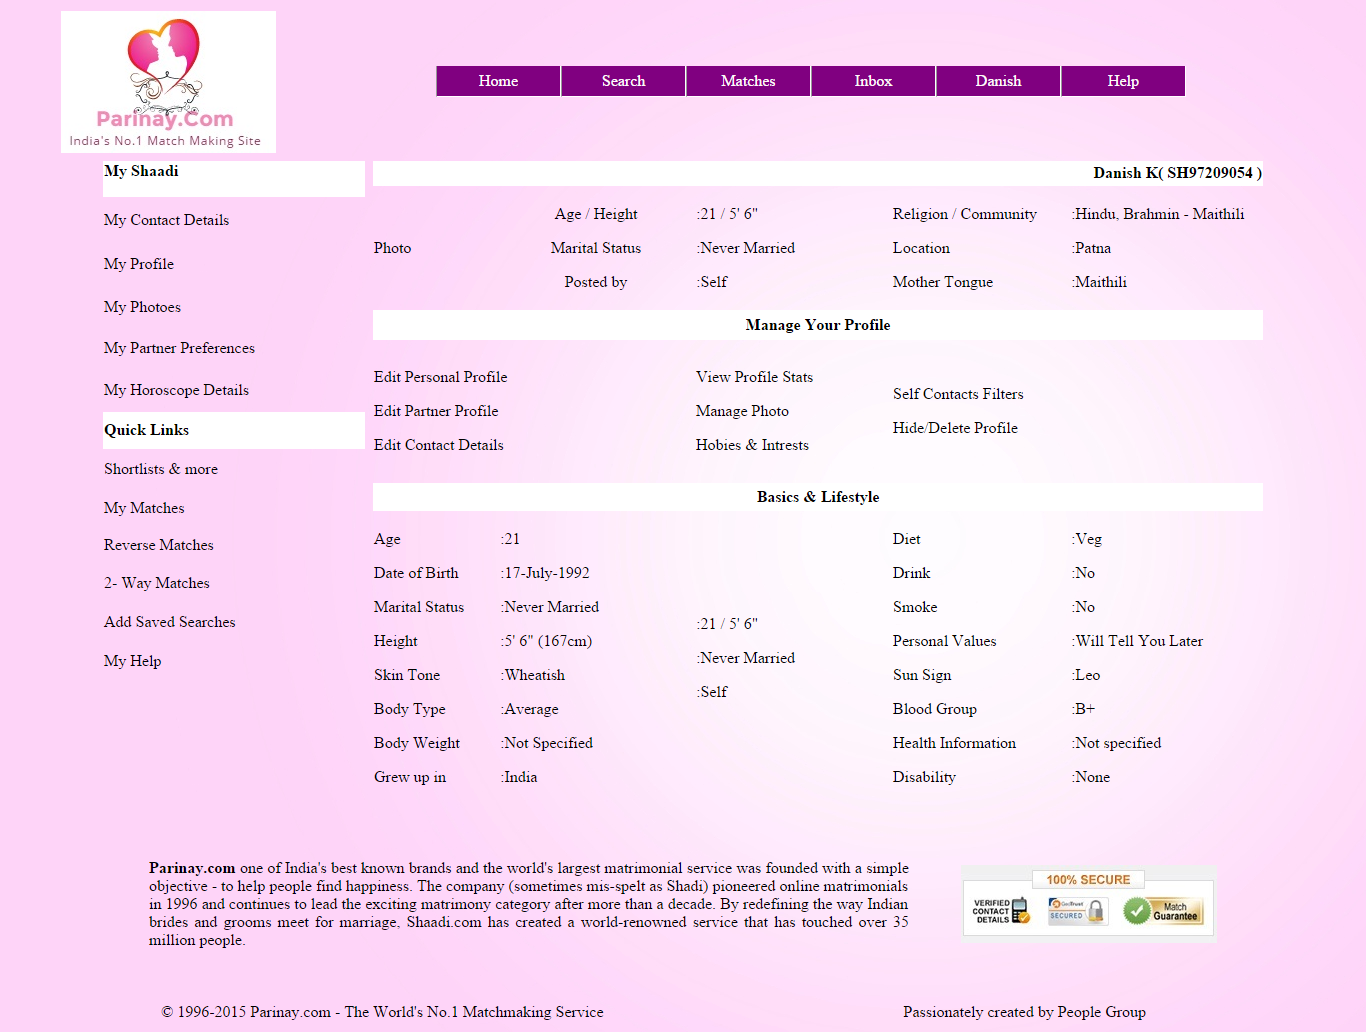 Parinay.Com
India's No.1 Match Making Site
Home Search Matches Inbox Danish Help
My Shaadi
My Contact Details
My Profile
My Photoes
My Partner Preferences
My Horoscope Details
Quick Links
Shortlists & more
My Matches
Reverse Matches
2- Way Matches
Add Saved Searches
My Help
Danish K( SH97209054 )
Age / Height :21 / 5' 6" Religion / Community :Hindu, Brahmin - Maithili
Photo Marital Status :Never Married Location :Patna
Posted by :Self Mother Tongue :Maithili
Manage Your Profile
Edit Personal Profile
Edit Partner Profile
Edit Contact Details
View Profile Stats
Manage Photo
Hobies & Intrests
Self Contacts Filters
Hide/Delete Profile
Basics & Lifestyle
Age :21
Date of Birth :17-July-1992
Marital Status :Never Married
Height :5' 6" (167cm)
Skin Tone :Wheatish
Body Type :Average
Body Weight :Not Specified
Grew up in :India
:21 / 5' 6"
:Never Married
:Self
Diet :Veg
Drink :No
Smoke :No
Personal Values :Will Tell You Later
Sun Sign :Leo
Blood Group :B+
Health Information :Not specified
Disability :None
Parinay.com one of India's best known brands and the world's largest matrimonial service was founded with a simple
objective - to help people find happiness. The company (sometimes mis-spelt as Shadi) pioneered online matrimonials
in 1996 and continues to lead the exciting matrimony category after more than a decade. By redefining the way Indian
brides and grooms meet for marriage, Shaadi.com has created a world-renowned service that has touched over 35
million people.
100% SECURE
VERIFIED
CONTACT
DETAILS
GeoTrust
SECURED
Match
Guarantee
© 1996-2015 Parinay.com - The World's No.1 Matchmaking Service
Passionately created by People Group